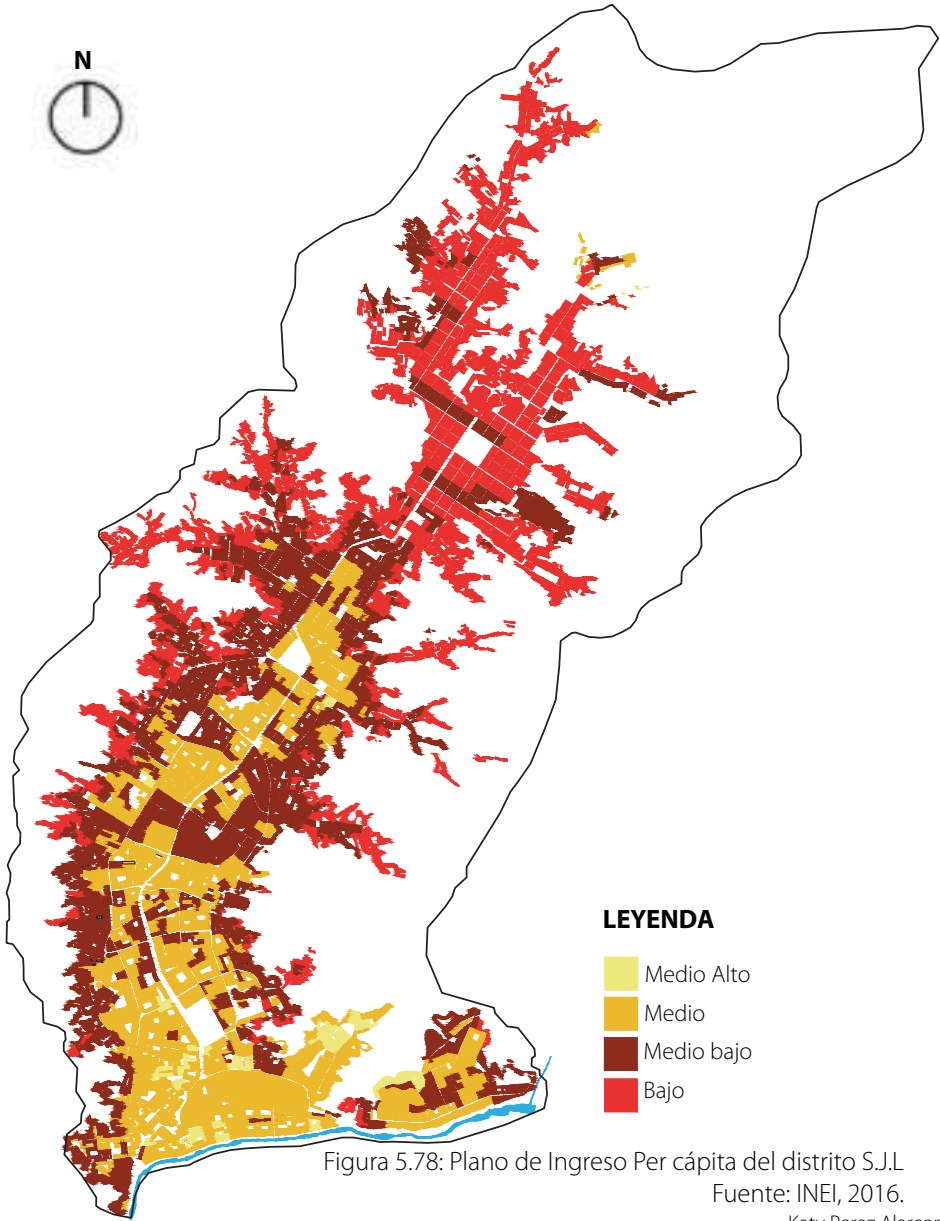 N
LEYENDA
Medio Alto
Medio
Medio bajo
Bajo
Figura 5.78: Plano de Ingreso Per cápita del distrito S.J.L
Fuente: INEI, 2016.